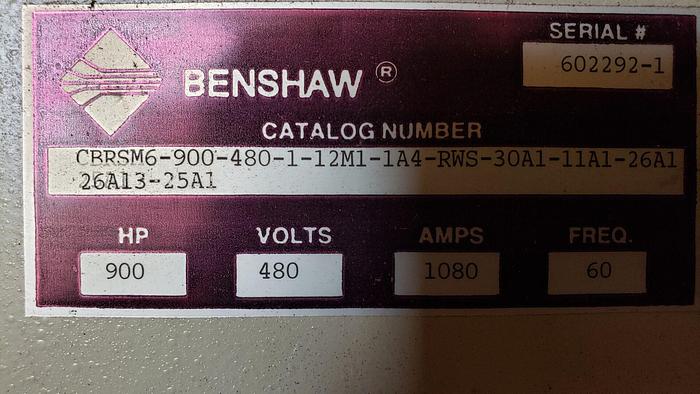 SERIAL #
602292-1
BENSHAW ®
CATALOG NUMBER
CBRSM6-900-480-1-12M1-1A4-RWS-30A1-11A1-26A1
26A13-25A1
HP VOLTS AMPS FREQ.
900 480 1080 60